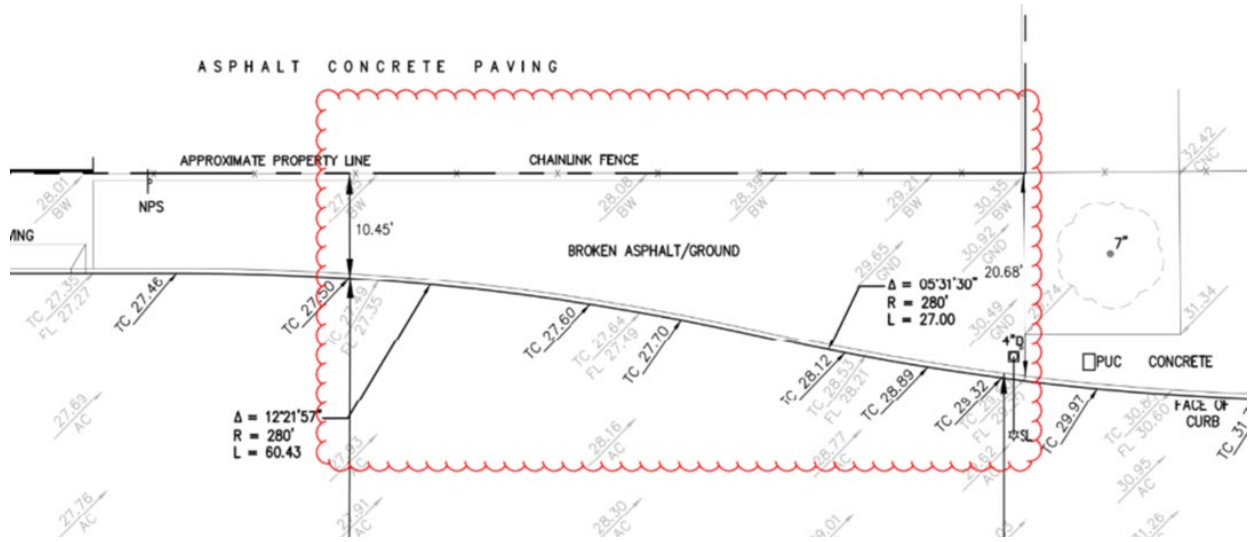 ASPHALT CONCRETE PAVING
APPROXIMATE PROPERTY LINE
CHAINLINK FENCE
32.42
CNC
28.01
BW
NPS
28.08
BW
28.39
BW
29.21
BW
30.35
BW
10.45'
BROKEN ASPHALT/GROUND
29.65
GND
30.92
GND
7"
20.68'
Δ = 05°31'30"
R = 280'
L = 27.00
30.49
GND
31.34
TC 27.35
FL 27.27
TC 27.46
TC 27.50
TC 27.49
FL 27.35
TC 27.60
TC 27.64
FL 27.49
TC 27.70
TC 28.12
TC 28.53
FL 28.21
TC 28.89
TC 29.32
4"
PUC CONCRETE
TC 29.97
FACE OF
CURB
FL 30.60
SL
Δ = 12°21'57"
R = 280'
L = 60.43
27.69
AC
28.16
AC
28.77
AC
30.95
AC
27.76
AC
27.91
AC
28.30
AC
31.26